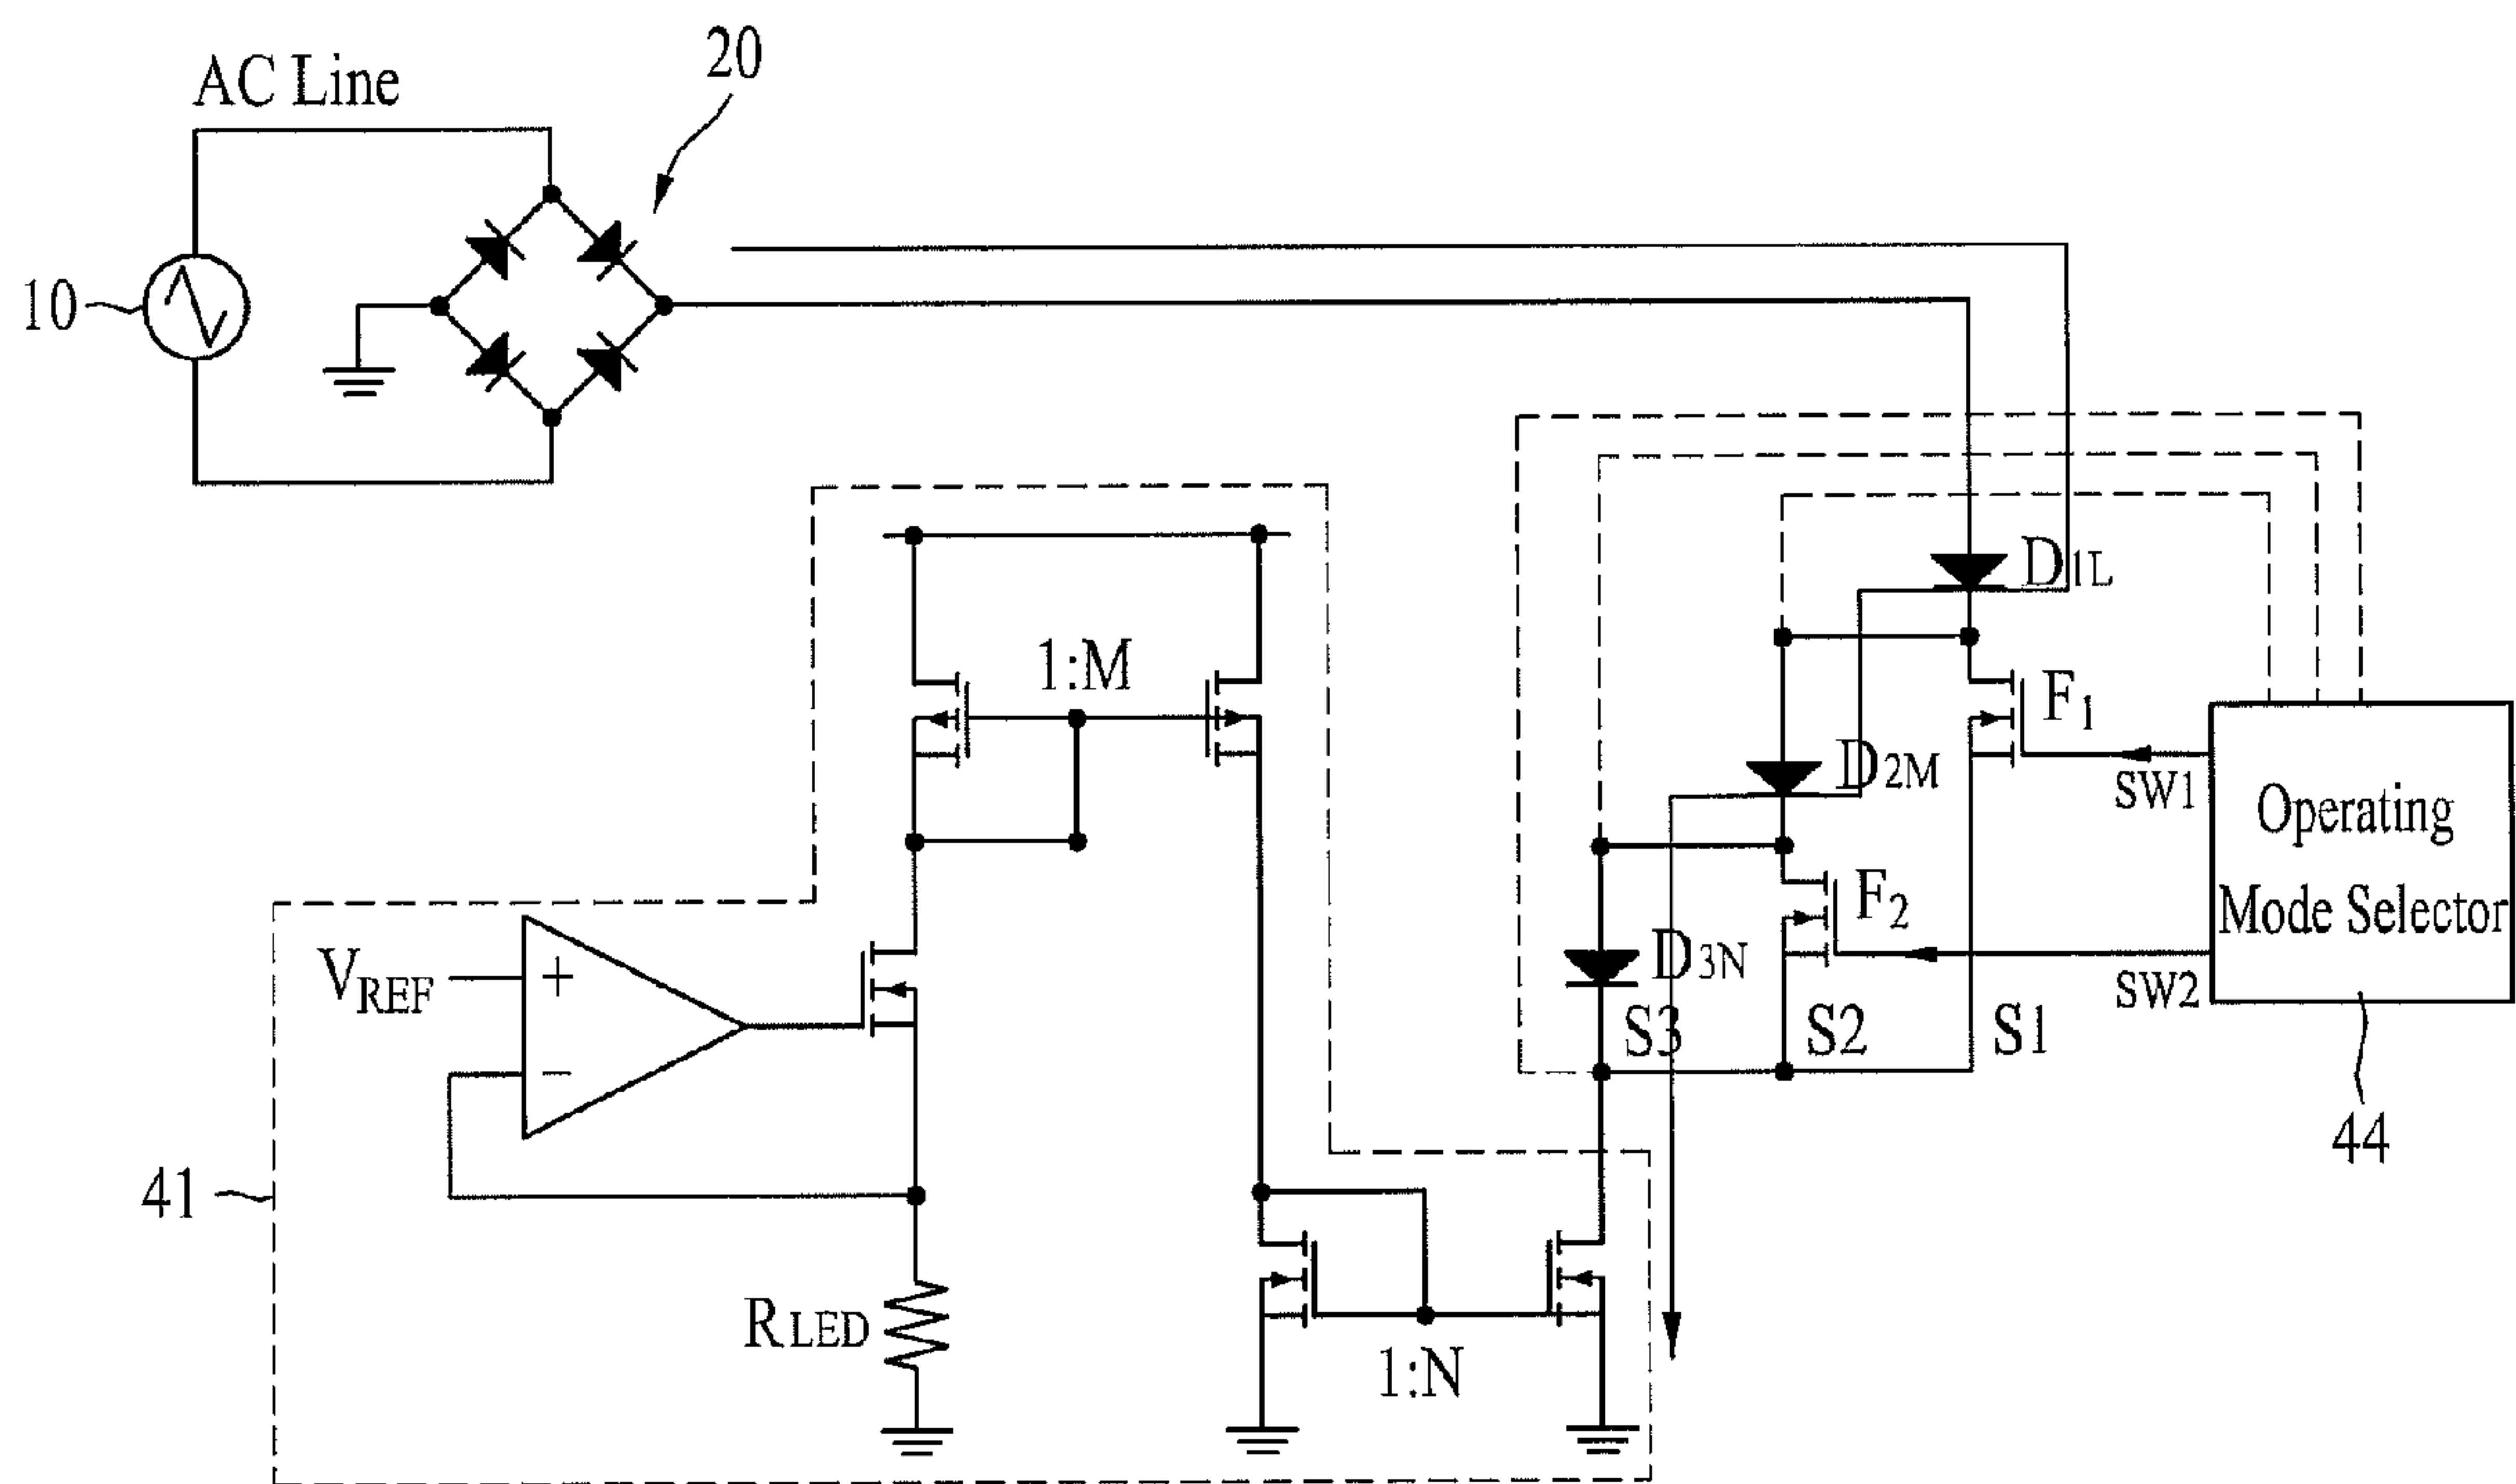 20
AC Line
10
D1L
1:M
F1
D2M
SW1
Operating
Mode Selector
F2
VREF
+
D3N
SW2
S3
S2
S1
−
44
41
RLED
1:N